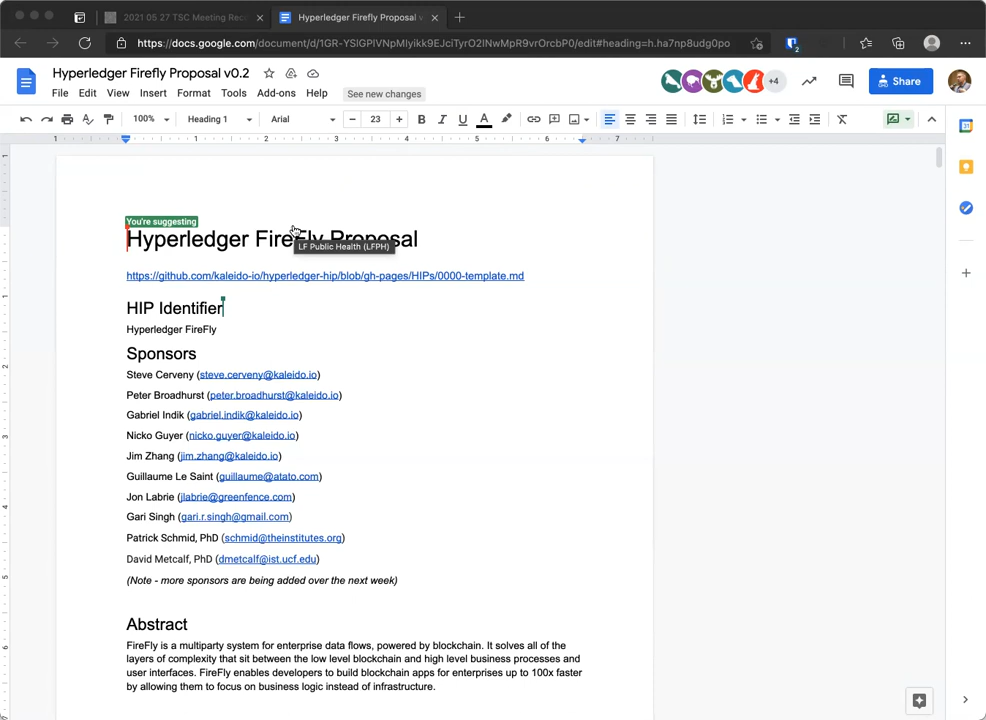 2021 05 27 TSC Meeting Rec
Hyperledger Firefly Proposal v
https://docs.google.com/document/d/1GR-YSIGPIVNpMIyikk9EJciTyrO2INwMpR9vrOrcbP0/edit#heading=h.ha7np8udg0po
2
Hyperledger Firefly Proposal v0.2
File Edit View Insert Format Tools Add-ons Help See new changes
+4
Share
100% Heading 1 Arial 23 B I U A
1 1 2 3 4 5 6 7
You're suggesting
Hyperledger FireFly Proposal
LF Public Health (LFPH)
https://github.com/kaleido-io/hyperledger-hip/blob/gh-pages/HIPs/0000-template.md
HIP Identifier
Hyperledger FireFly
Sponsors
Steve Cerveny (steve.cerveny@kaleido.io)
Peter Broadhurst (peter.broadhurst@kaleido.io)
Gabriel Indik (gabriel.indik@kaleido.io)
Nicko Guyer (nicko.guyer@kaleido.io)
Jim Zhang (jim.zhang@kaleido.io)
Guillaume Le Saint (guillaume@atato.com)
Jon Labrie (jlabrie@greenfence.com)
Gari Singh (gari.r.singh@gmail.com)
Patrick Schmid, PhD (schmid@theinstitutes.org)
David Metcalf, PhD (dmetcalf@ist.ucf.edu)
(Note - more sponsors are being added over the next week)
Abstract
FireFly is a multiparty system for enterprise data flows, powered by blockchain. It solves all of the
layers of complexity that sit between the low level blockchain and high level business processes and
user interfaces. FireFly enables developers to build blockchain apps for enterprises up to 100x faster
by allowing them to focus on business logic instead of infrastructure.